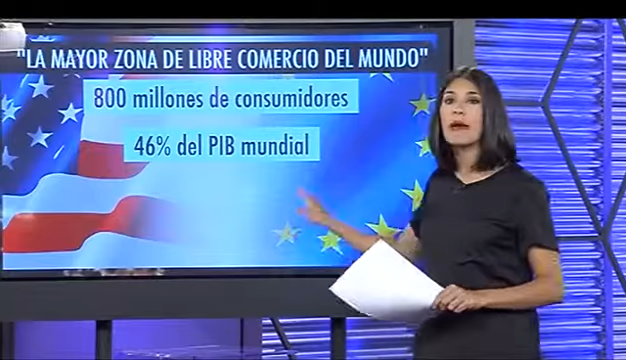 "LA MAYOR ZONA DE LIBRE COMERCIO DEL MUNDO"
800 millones de consumidores
46% del PIB mundial